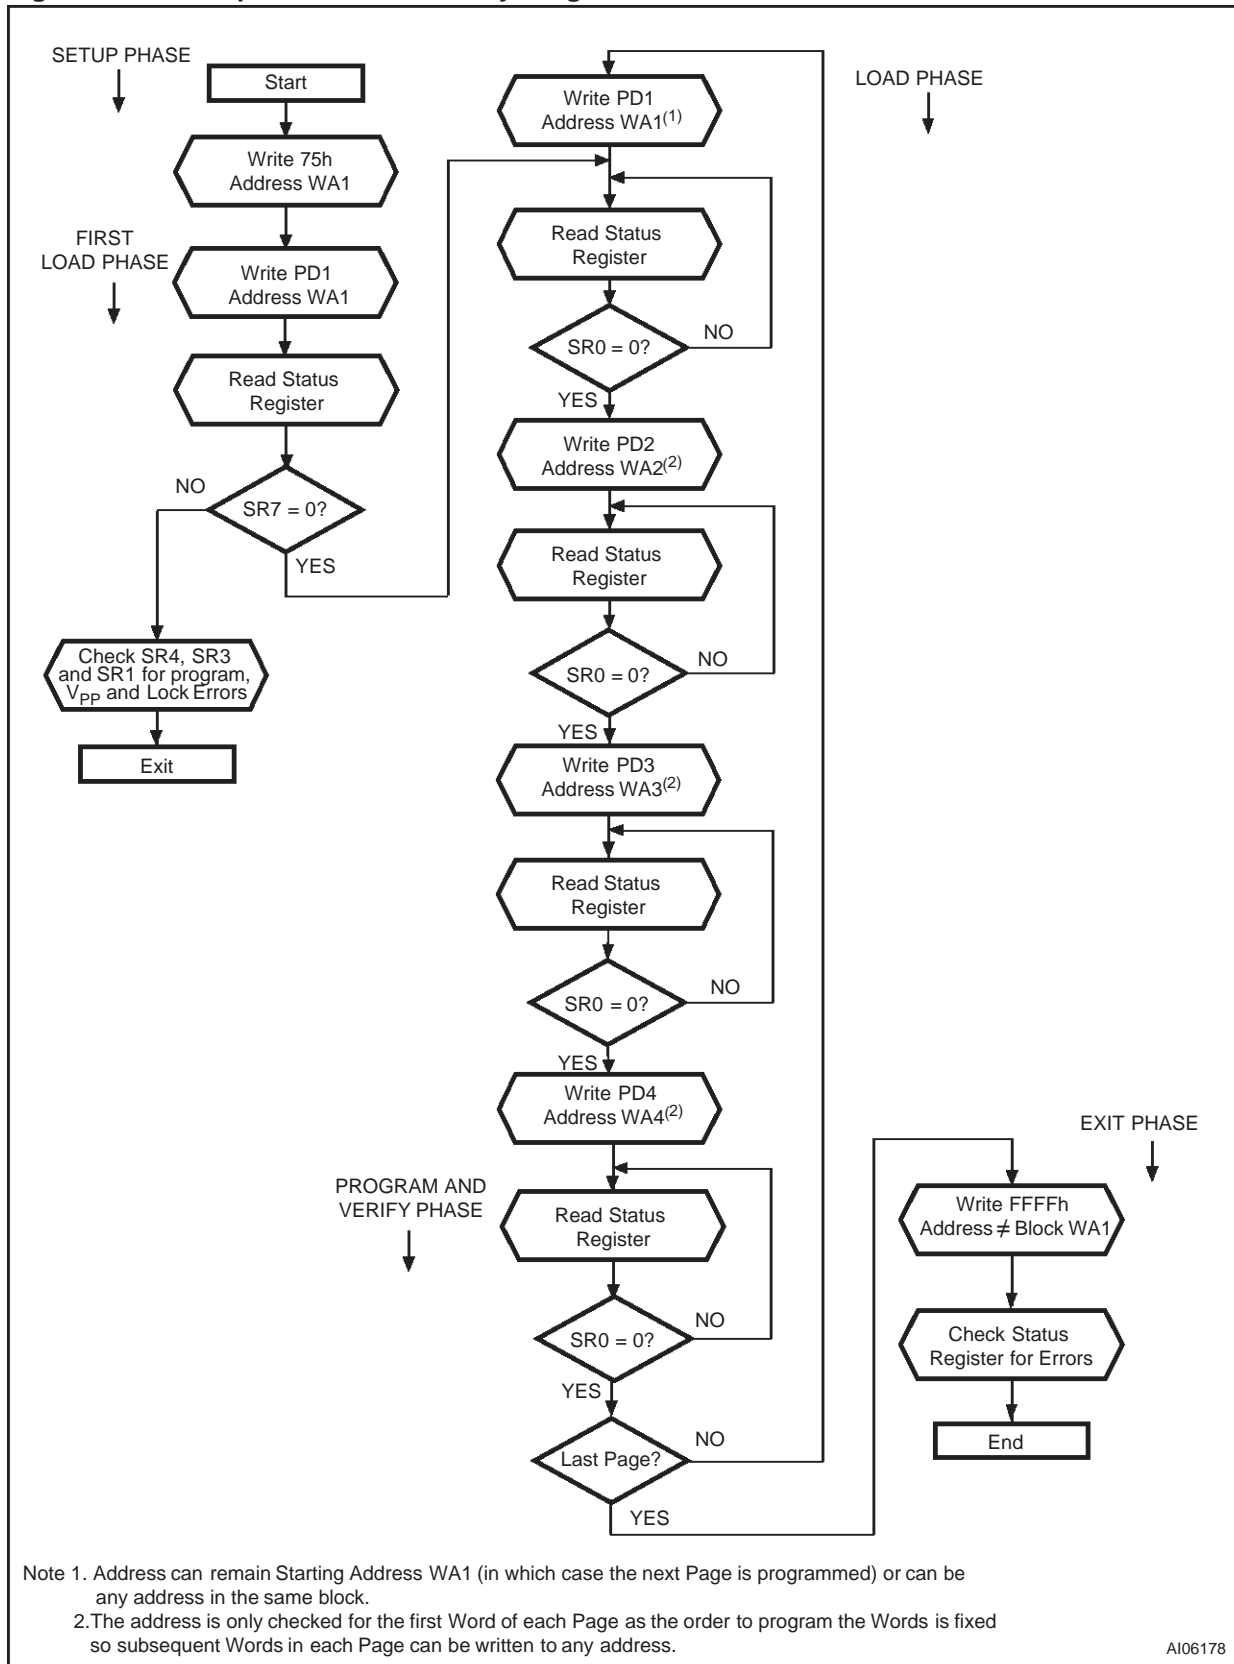 SETUP PHASE
Start
Write 75h
Address WA1
FIRST
LOAD PHASE
Write PD1
Address WA1
Read Status
Register
NO
SR7 = 0?
YES
Check SR4, SR3
and SR1 for program,
VPP and Lock Errors
Exit
LOAD PHASE
Write PD1
Address WA1(1)
Read Status
Register
NO
SR0 = 0?
YES
Write PD2
Address WA2(2)
Read Status
Register
NO
SR0 = 0?
YES
Write PD3
Address WA3(2)
Read Status
Register
NO
SR0 = 0?
YES
Write PD4
Address WA4(2)
PROGRAM AND
VERIFY PHASE
Read Status
Register
NO
SR0 = 0?
YES
NO
Last Page?
YES
EXIT PHASE
Write FFFFh
Address ≠ Block WA1
Check Status
Register for Errors
End
Note 1. Address can remain Starting Address WA1 (in which case the next Page is programmed) or can be
any address in the same block.
2.The address is only checked for the first Word of each Page as the order to program the Words is fixed
so subsequent Words in each Page can be written to any address.
AI06178